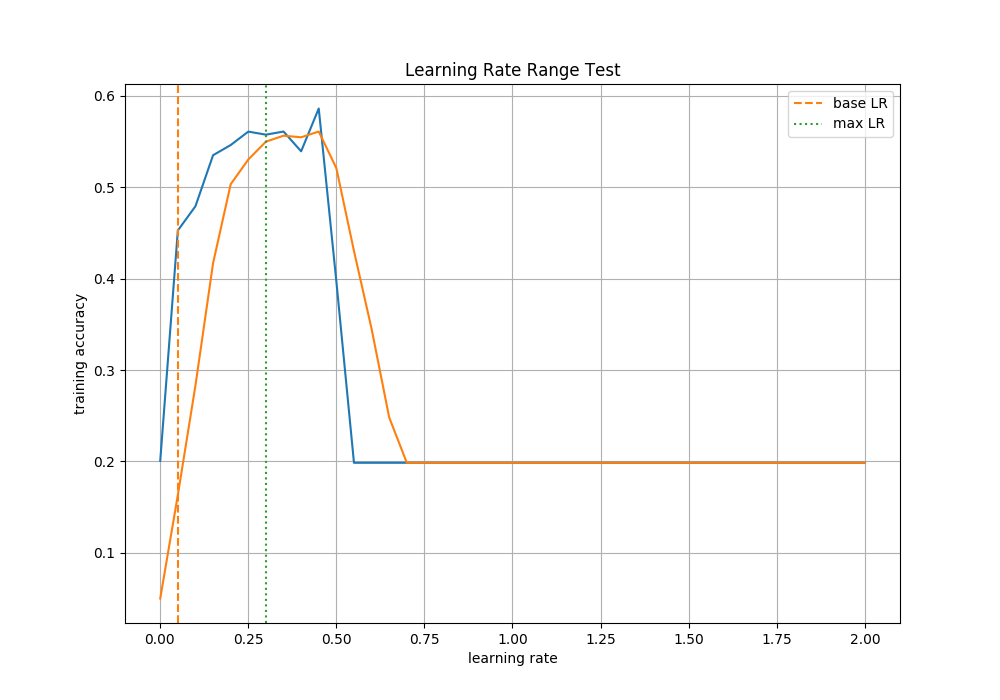 Learning Rate Range Test
base LR
max LR
0.6
0.5
0.4
0.3
0.2
0.1
training accuracy
0.00 0.25 0.50 0.75 1.00 1.25 1.50 1.75 2.00
learning rate